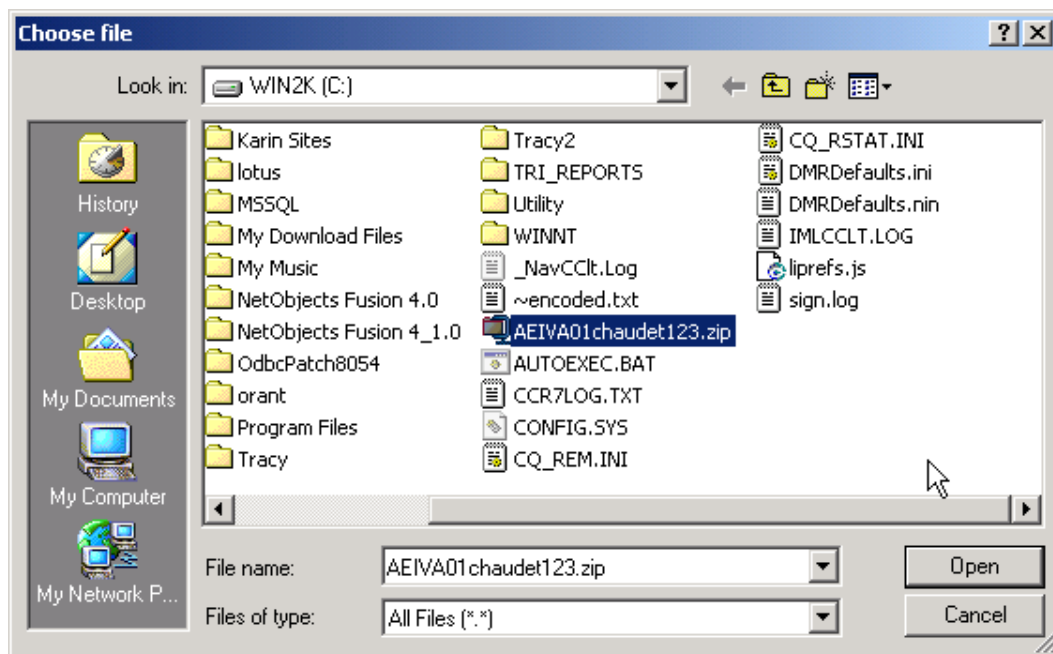 Choose file
Look in:
WIN2K (C:)
History
Desktop
My Documents
My Computer
My Network P...
Karin Sites
lotus
MSSQL
My Download Files
My Music
NetObjects Fusion 4.0
NetObjects Fusion 4_1.0
OdbcPatch8054
orant
Program Files
Tracy
Tracy2
TRI_REPORTS
Utility
WINNT
_NavCClt.Log
~encoded.txt
AEIVA01chaudet123.zip
AUTOEXEC.BAT
CCR7LOG.TXT
CONFIG.SYS
CQ_REM.INI
CQ_RSTAT.INI
DMRDefaults.ini
DMRDefaults.nin
IMLCCLT.LOG
liprefs.js
sign.log
File name:
AEIVA01chaudet123.zip
Open
Files of type:
All Files (*.*)
Cancel